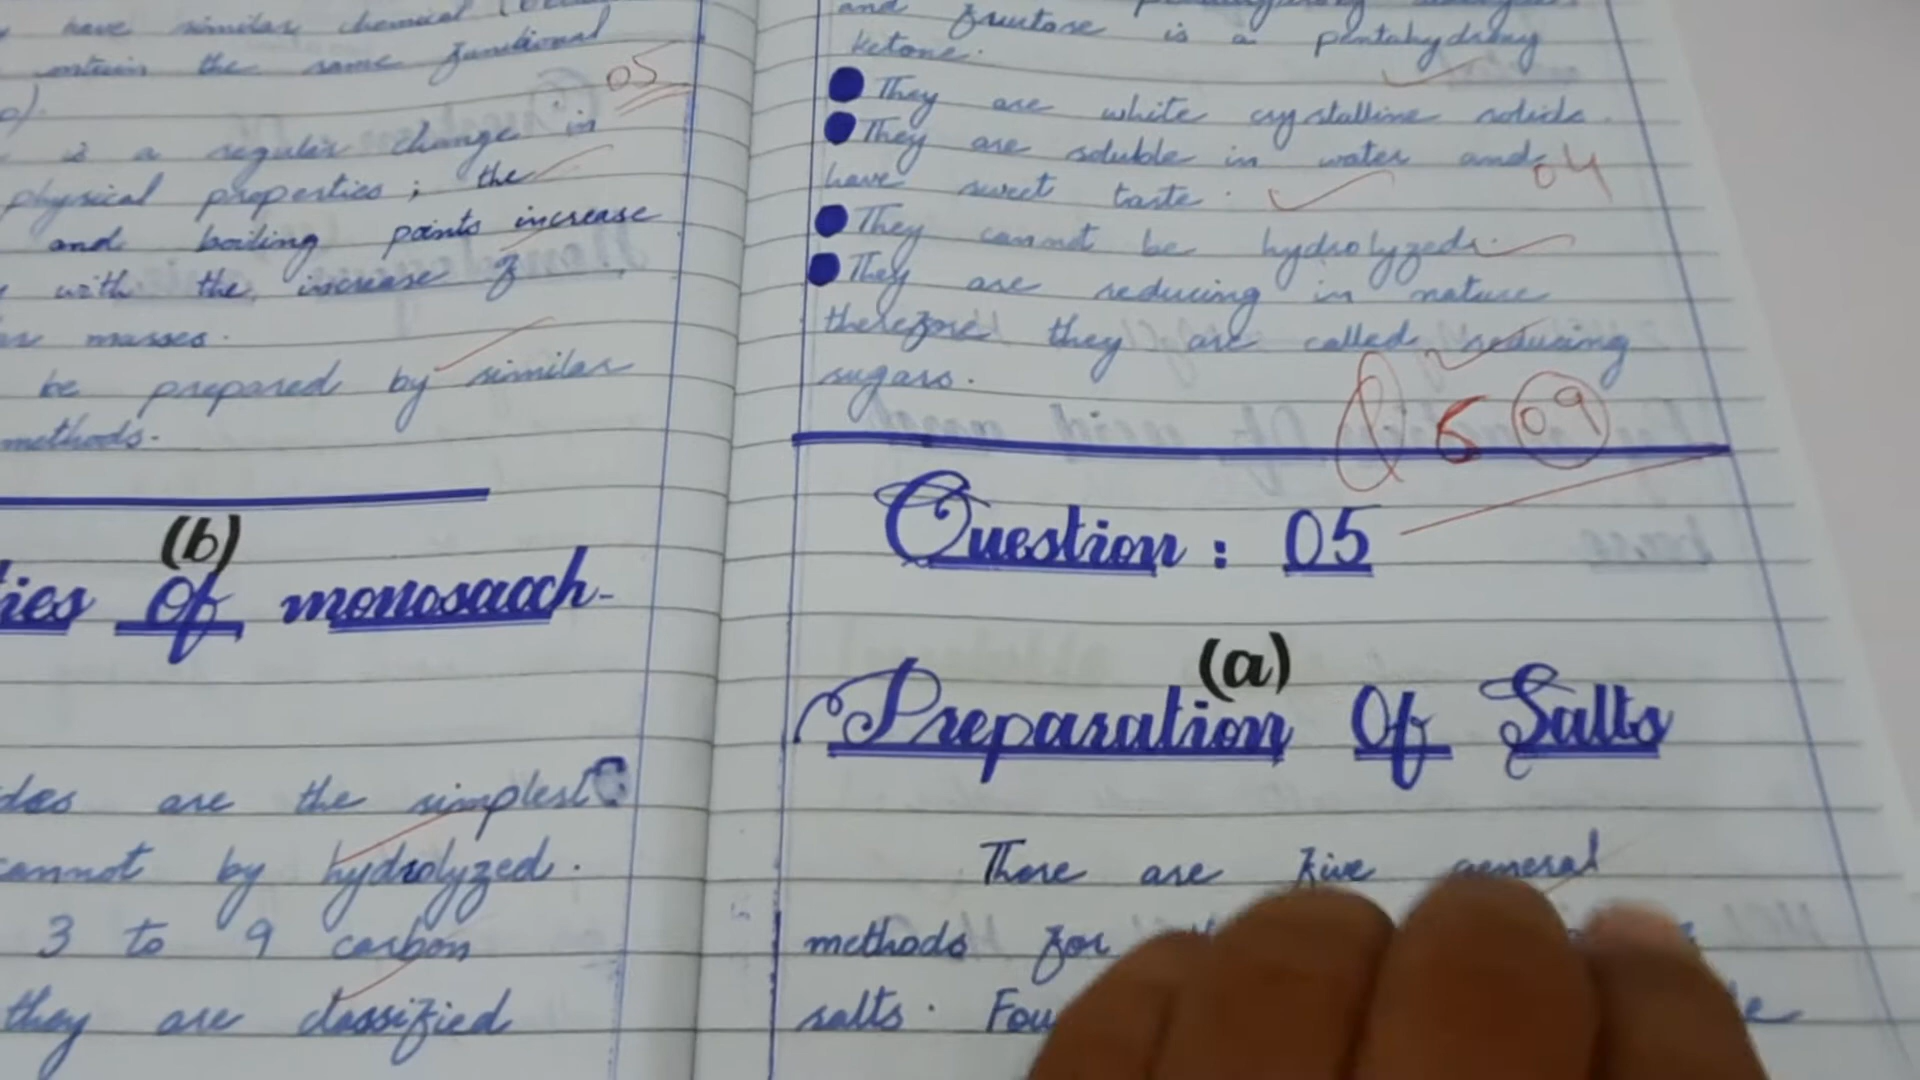 have similar chemical
contain the same functional
05
is a regular change in
physical properties; the
and boiling points increase
with the increase of
masses.
be prepared by similar
methods.
(b)
ies Of monosacch-
des are the simplest
cannot by hydrolyzed.
3 to 9 carbon
they are classified
and fructose is a pentahydroxy
ketone.
They are white crystalline solids.
They are soluble in water and
have sweet taste.
04
They cannot be hydrolyzed.
They are reducing in nature
therefore they are called reducing
sugars.
6 09
Question: 05
(a)
Preparation Of Salts
There are five general
methods for
salts. Fou